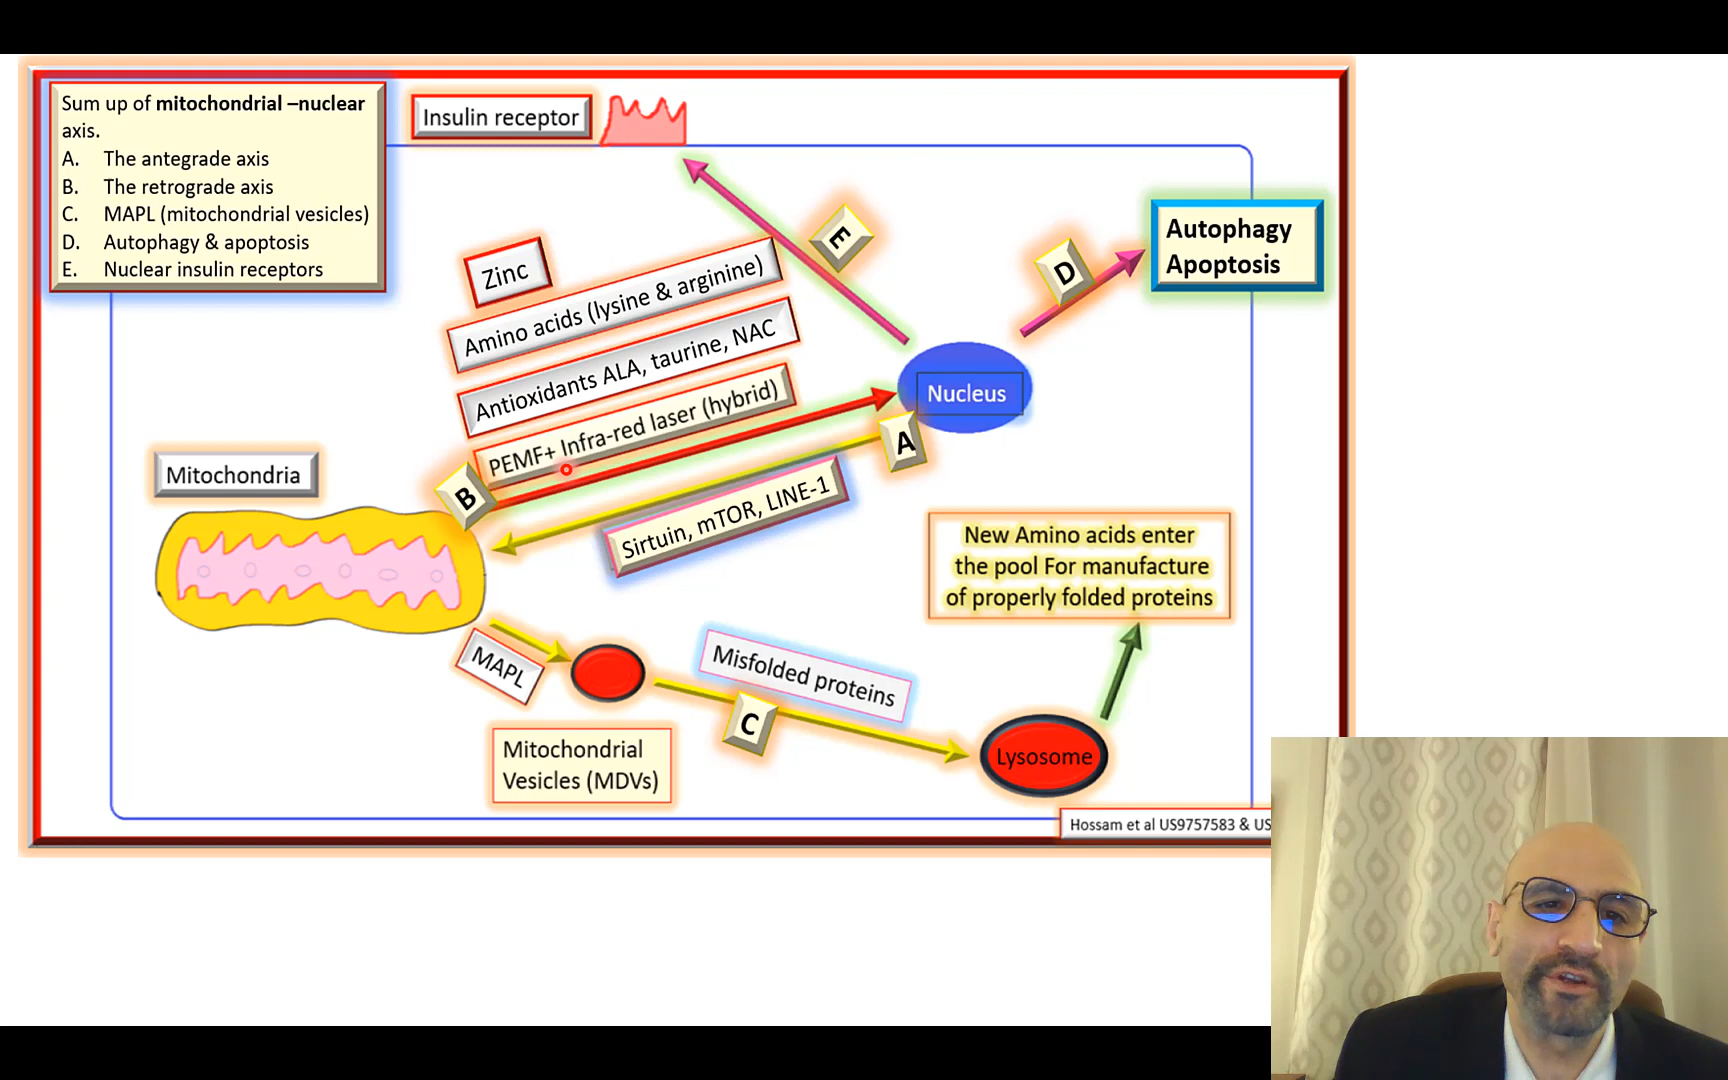 Sum up of mitochondrial –nuclear
axis.
A. The antegrade axis
B. The retrograde axis
C. MAPL (mitochondrial vesicles)
D. Autophagy & apoptosis
E. Nuclear insulin receptors
Insulin receptor
E
D
Autophagy
Apoptosis
Zinc
Amino acids (lysine & arginine)
Antioxidants ALA, taurine, NAC
PEMF+ Infra-red laser (hybrid)
Nucleus
A
B
Sirtuin, mTOR, LINE-1
Mitochondria
New Amino acids enter
the pool For manufacture
of properly folded proteins
MAPL
Misfolded proteins
C
Mitochondrial
Vesicles (MDVs)
Lysosome
Hossam et al US9757583 & US